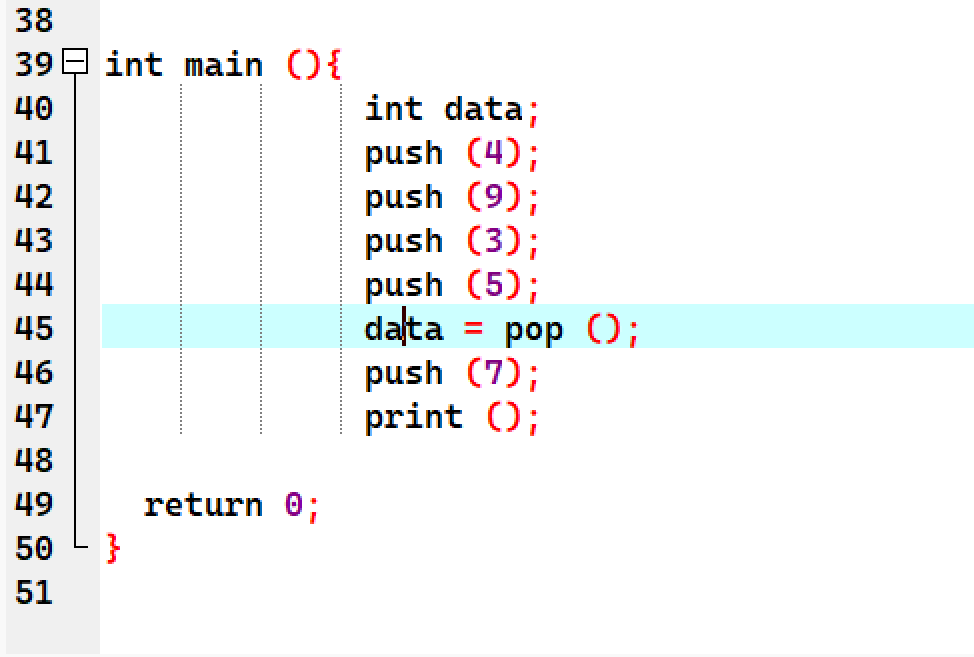 38
39 int main (){
40 int data;
41 push (4);
42 push (9);
43 push (3);
44 push (5);
45 data = pop ();
46 push (7);
47 print ();
48
49 return 0;
50 }
51